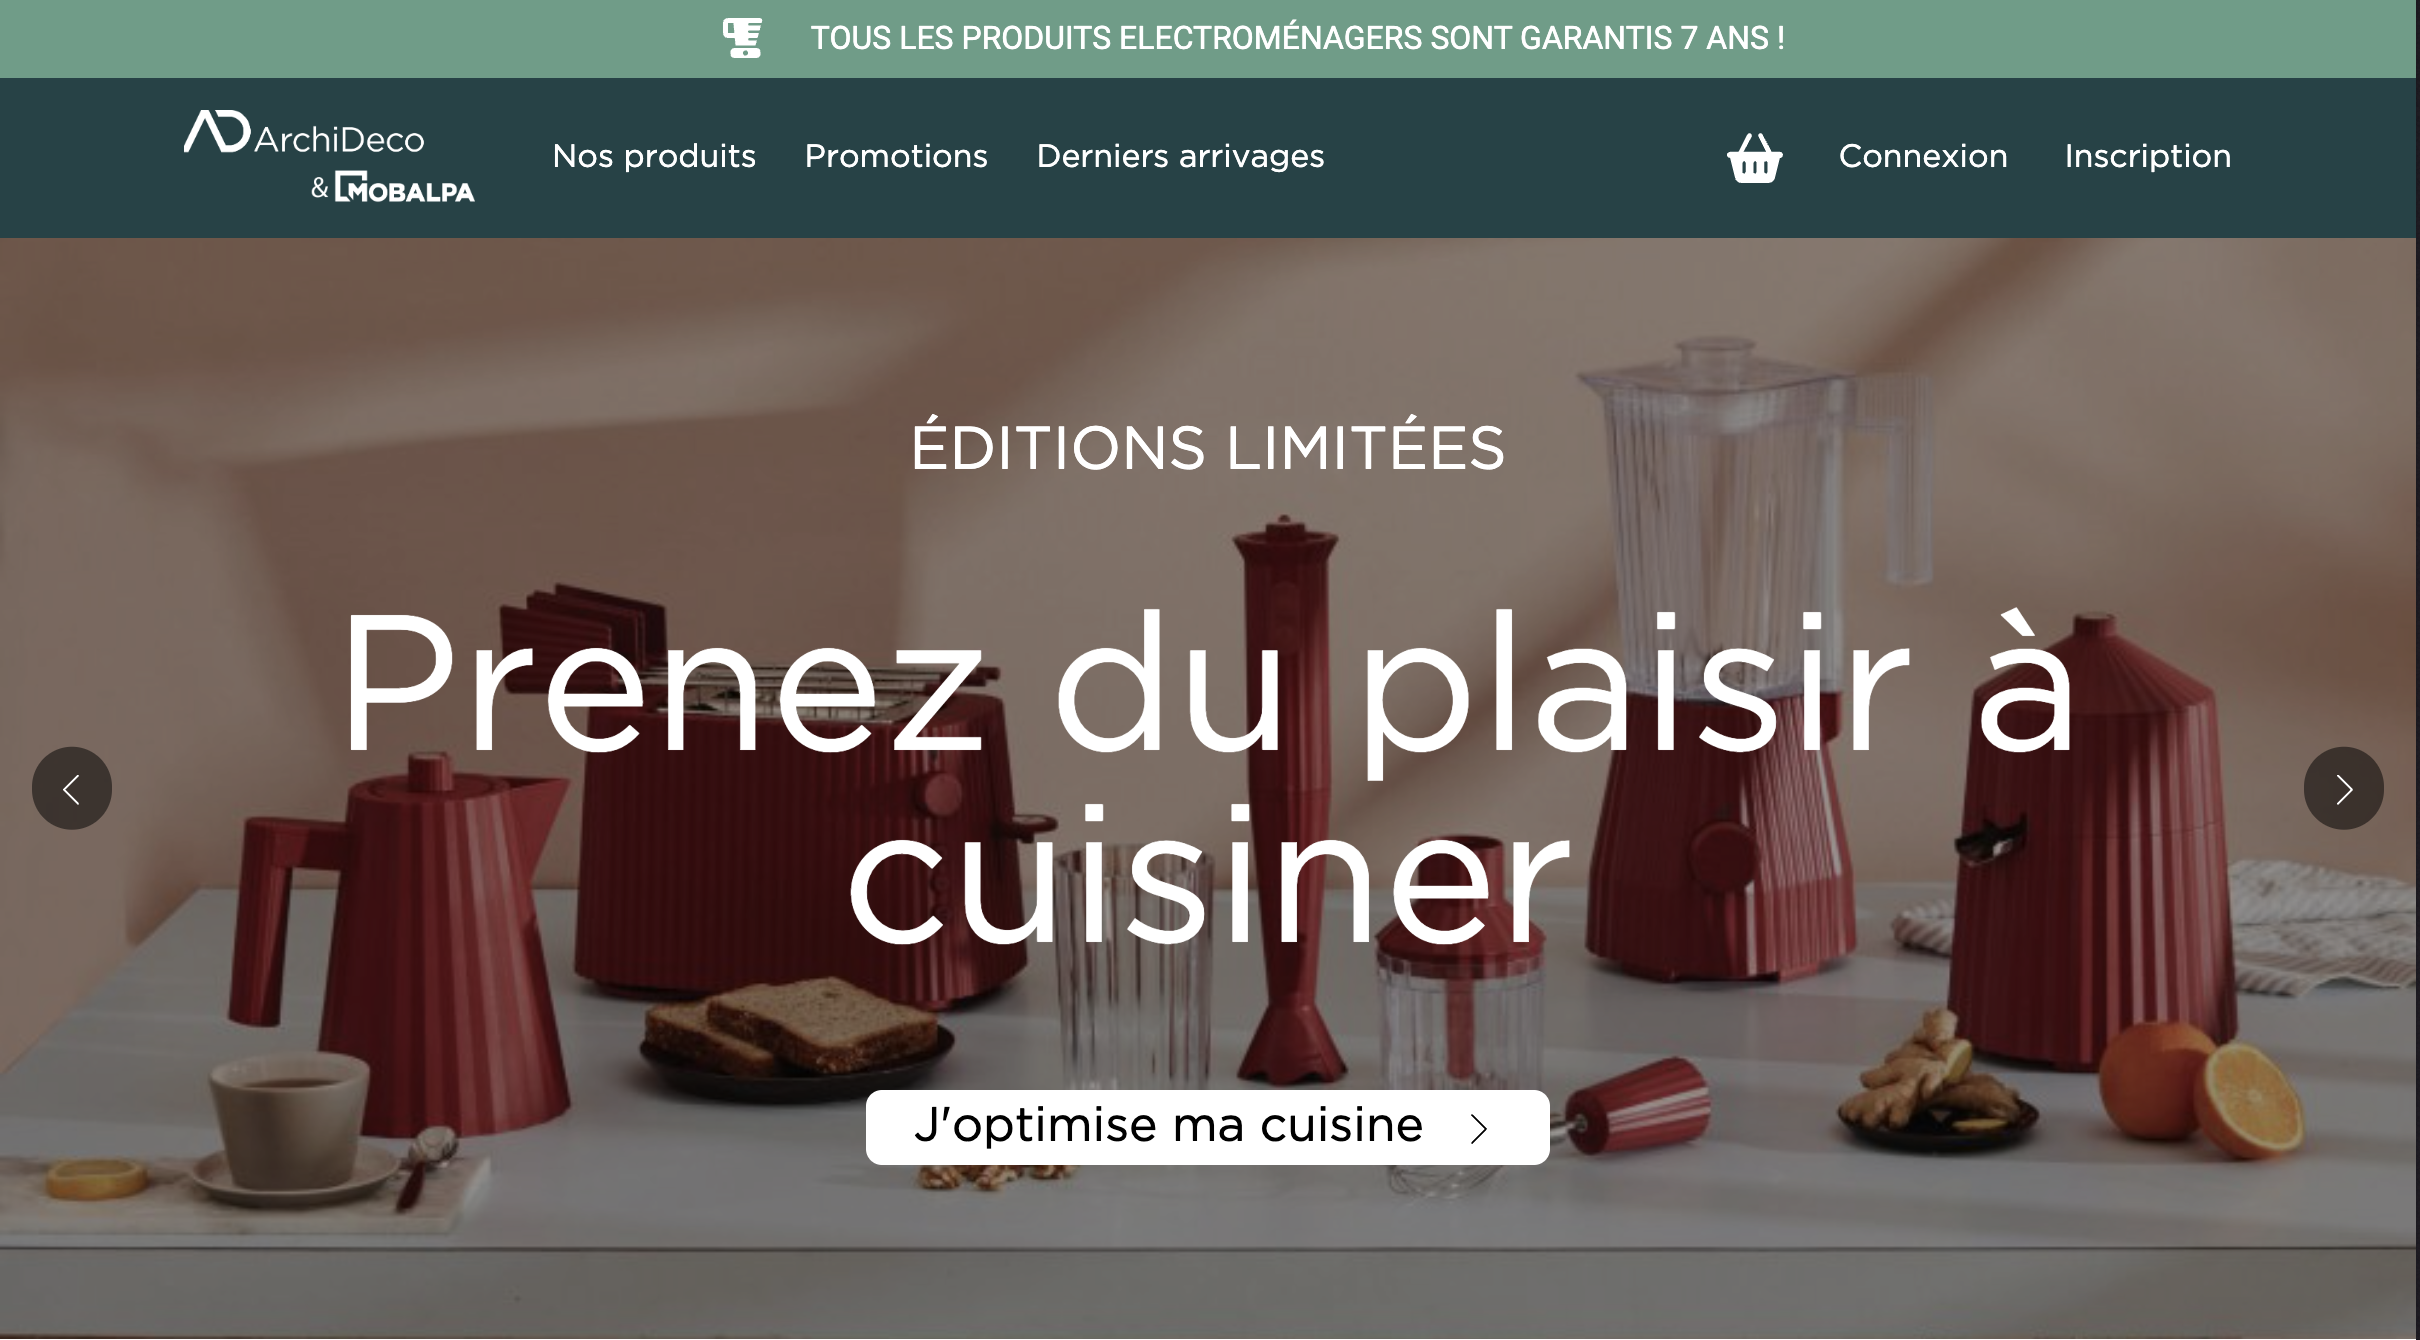 TOUS LES PRODUITS ELECTROMÉNAGERS SONT GARANTIS 7 ANS !
AD ArchiDeco
& MOBALPA
Nos produits
Promotions
Derniers arrivages
Connexion
Inscription
ÉDITIONS LIMITÉES
Prenez du plaisir à
cuisiner
J'optimise ma cuisine